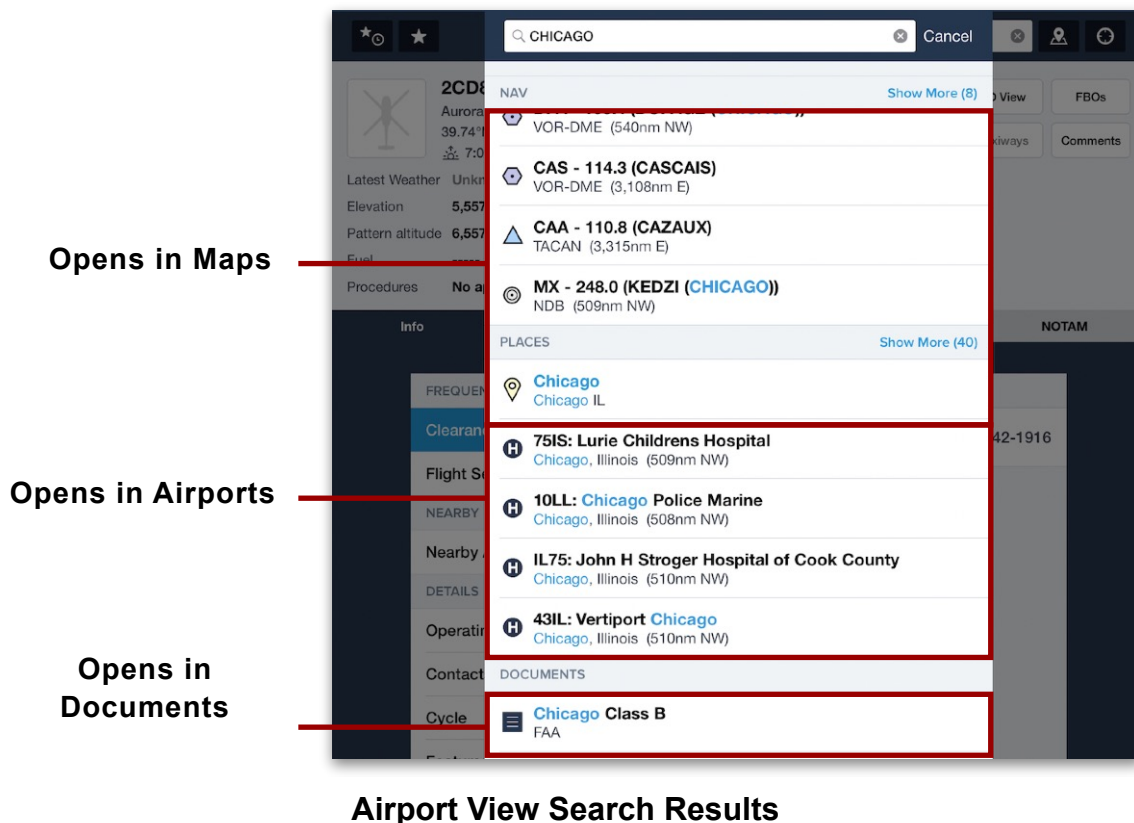 CHICAGO
Cancel
2CD8
Aurora
39.74°
7:0
Latest Weather Unkn
Elevation 5,557
Pattern altitude 6,557
Fuel -----
Procedures No a
View
FBOs
xiways
Comments
Info
NOTAM
FREQUEN
Clearan
42-1916
Flight Se
NEARBY
Nearby
DETAILS
Operatin
Contact
Cycle
NAV
Show More (8)
VOR-DME (540nm NW)
CAS - 114.3 (CASCAIS)
VOR-DME (3,108nm E)
CAA - 110.8 (CAZAUX)
TACAN (3,315nm E)
MX - 248.0 (KEDZI (CHICAGO))
NDB (509nm NW)
PLACES
Show More (40)
Chicago
Chicago IL
75IS: Lurie Childrens Hospital
Chicago, Illinois (509nm NW)
10LL: Chicago Police Marine
Chicago, Illinois (508nm NW)
IL75: John H Stroger Hospital of Cook County
Chicago, Illinois (510nm NW)
43IL: Vertiport Chicago
Chicago, Illinois (510nm NW)
DOCUMENTS
Chicago Class B
FAA
Opens in Maps
Opens in Airports
Opens in
Documents
Airport View Search Results